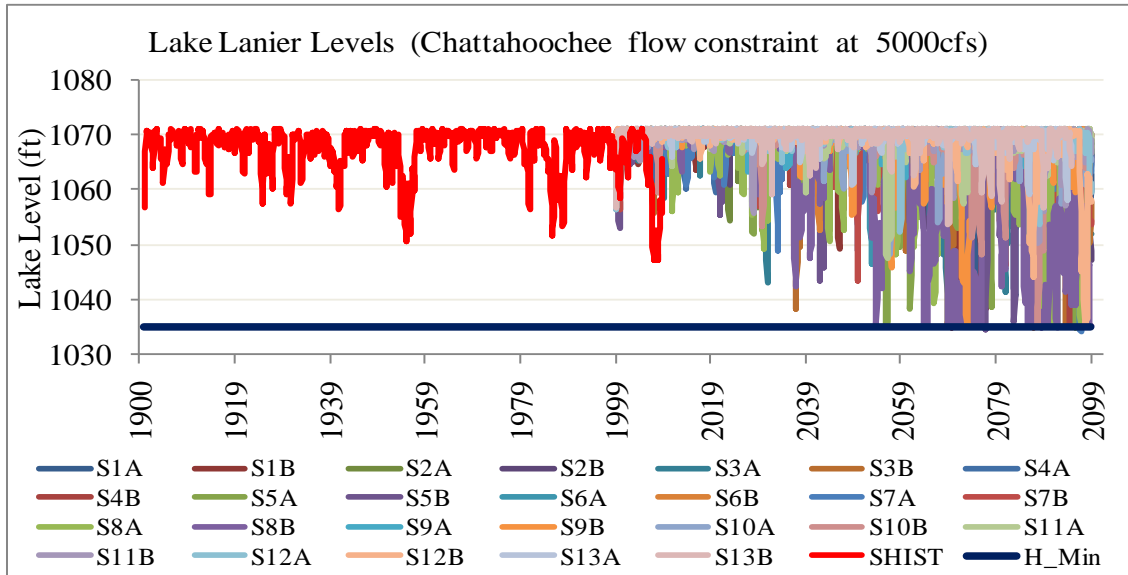 Lake Lanier Levels (Chattahoochee flow constraint at 5000cfs)
Lake Level (ft)
1080
1070
1060
1050
1040
1030
1900 1919 1939 1959 1979 1999 2019 2039 2059 2079 2099
S1A S1B S2A S2B S3A S3B S4A
S4B S5A S5B S6A S6B S7A S7B
S8A S8B S9A S9B S10A S10B S11A
S11B S12A S12B S13A S13B SHIST H_Min